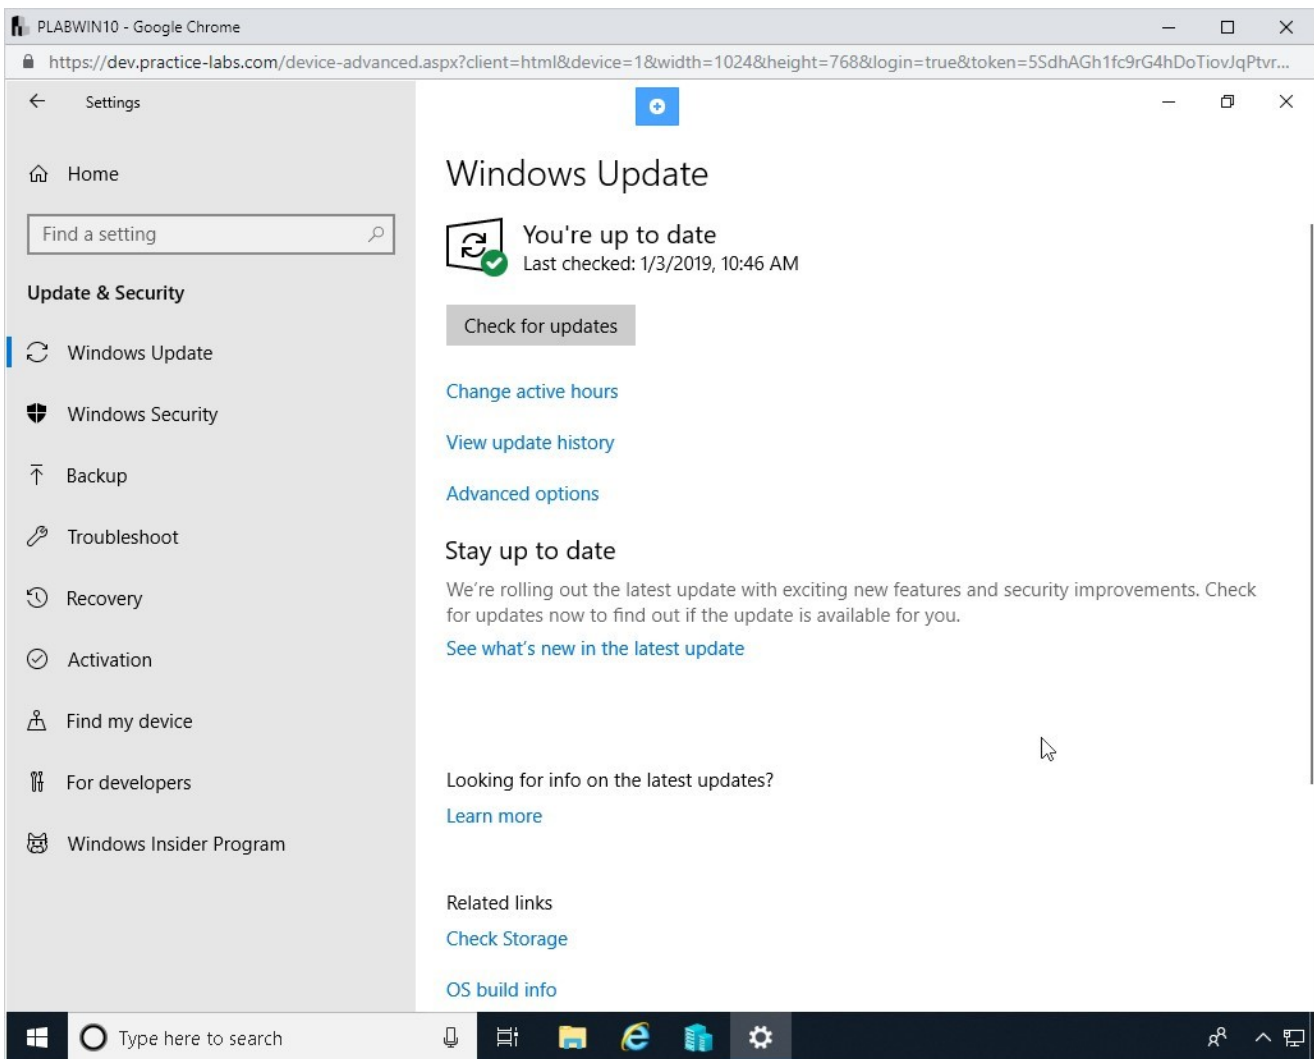 PLABWIN10 - Google Chrome
https://dev.practice-labs.com/device-advanced.aspx?client=html&device=1&width=1024&height=768&login=true&token=5SdhAGh1fc9rG4hDoTiovJqPtvr...
Settings
Home
Find a setting
Update & Security
Windows Update
Windows Security
Backup
Troubleshoot
Recovery
Activation
Find my device
For developers
Windows Insider Program
Windows Update
You're up to date
Last checked: 1/3/2019, 10:46 AM
Check for updates
Change active hours
View update history
Advanced options
Stay up to date
We're rolling out the latest update with exciting new features and security improvements. Check
for updates now to find out if the update is available for you.
See what's new in the latest update
Looking for info on the latest updates?
Learn more
Related links
Check Storage
OS build info
Type here to search